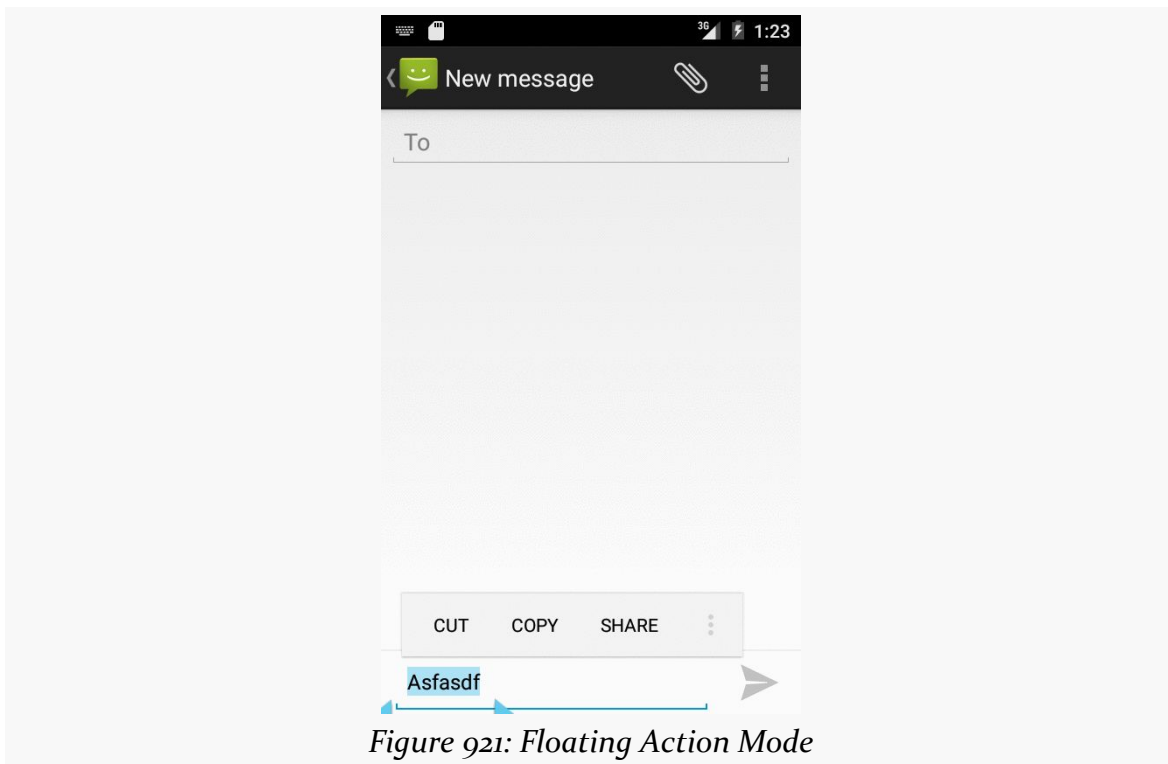 3G 1:23
New message
To
CUT COPY SHARE
Asfasdf
Figure 921: Floating Action Mode